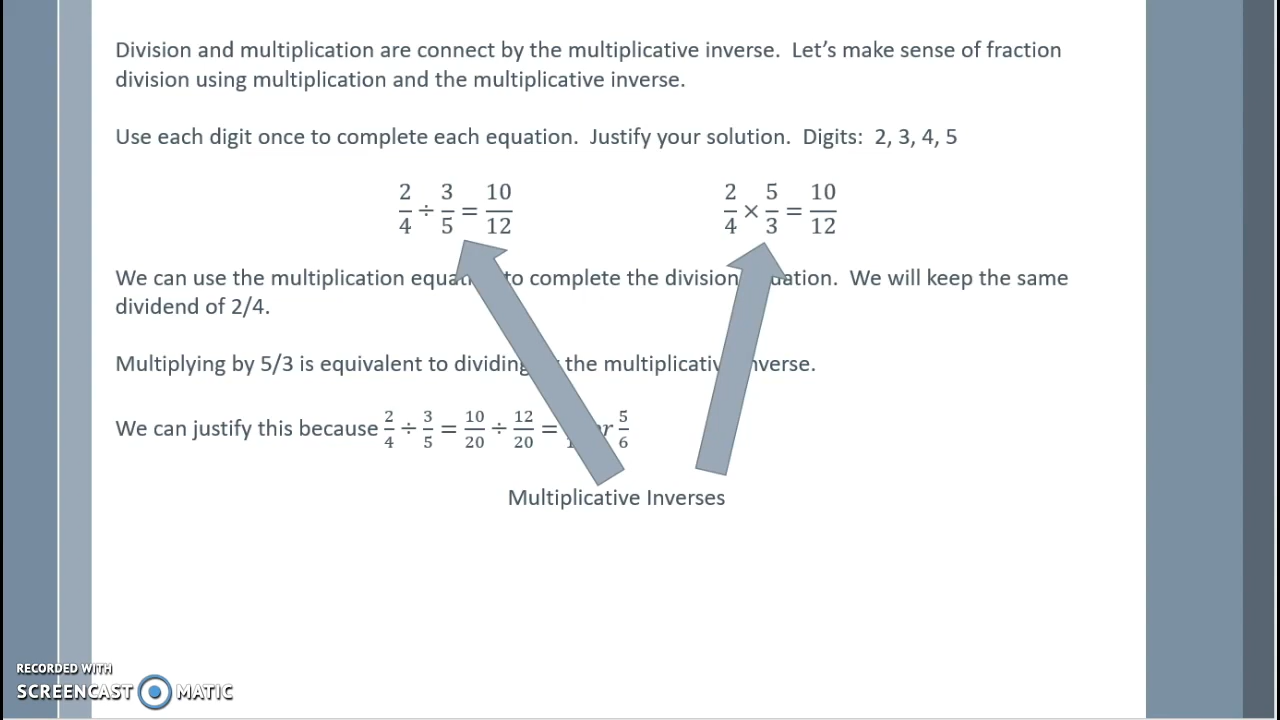 Division and multiplication are connect by the multiplicative inverse. Let's make sense of fraction
division using multiplication and the multiplicative inverse.
Use each digit once to complete each equation. Justify your solution. Digits: 2, 3, 4, 5
2/4 ÷ 3/5 = 10/12 2/4 × 5/3 = 10/12
We can use the multiplication to complete the division. We will keep the same
dividend of 2/4.
Multiplying by 5/3 is equivalent to dividing the multiplicative inverse.
We can justify this because 2/4 ÷ 3/5 = 10/20 ÷ 12/20 = 5/6
Multiplicative Inverses
RECORDED WITH
SCREENCAST MATIC